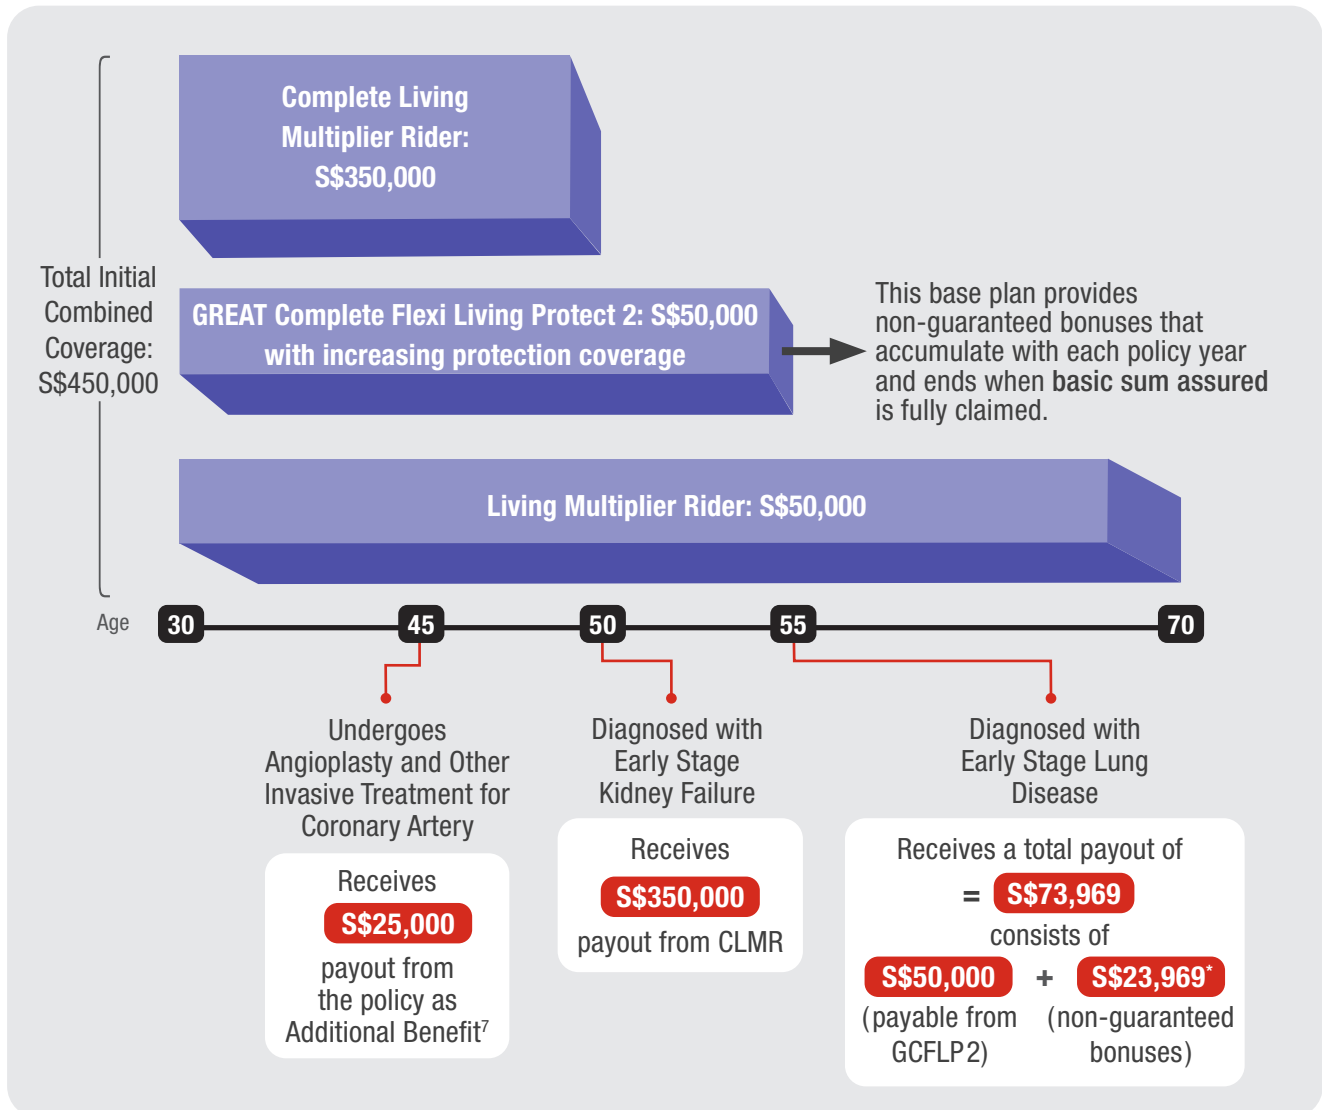 Complete Living
Multiplier Rider:
S$350,000
Total Initial
Combined
Coverage:
S$450,000
GREAT Complete Flexi Living Protect 2: S$50,000
with increasing protection coverage
This base plan provides
non-guaranteed bonuses that
accumulate with each policy year
and ends when basic sum assured
is fully claimed.
Living Multiplier Rider: S$50,000
Age 30 45 50 55 70
Undergoes
Angioplasty and Other
Invasive Treatment for
Coronary Artery
Receives
S$25,000
payout from
the policy as
Additional Benefit⁷
Diagnosed with
Early Stage
Kidney Failure
Receives
S$350,000
payout from CLMR
Diagnosed with
Early Stage Lung
Disease
Receives a total payout of
= S$73,969
consists of
S$50,000 + S$23,969*
(payable from (non-guaranteed
GCFLP2) bonuses)